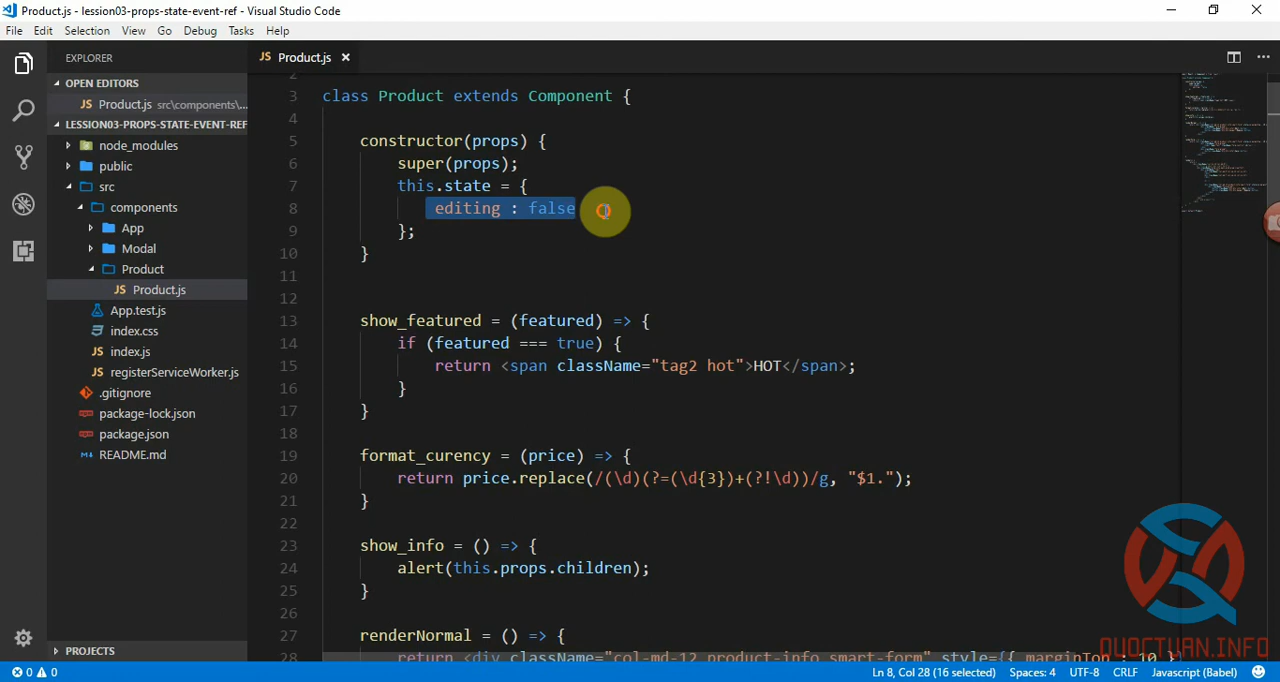 Product.js - lession03-props-state-event-ref - Visual Studio Code
File Edit Selection View Go Debug Tasks Help
EXPLORER
OPEN EDITORS
JS Product.js src\components\...
LESSION03-PROPS-STATE-EVENT-REF
node_modules
public
src
components
App
Modal
Product
JS Product.js
App.test.js
index.css
JS index.js
JS registerServiceWorker.js
.gitignore
package-lock.json
package.json
README.md
PROJECTS
JS Product.js
2
3 class Product extends Component {
4
5 constructor(props) {
6 super(props);
7 this.state = {
8 editing : false
9 };
10 }
11
12
13 show_featured = (featured) => {
14 if (featured === true) {
15 return <span className="tag2 hot">HOT</span>;
16 }
17 }
18
19 format_curency = (price) => {
20 return price.replace(/(\d)(?=(\d{3})+(?!\d))/g, "$1.");
21 }
22
23 show_info = () => {
24 alert(this.props.children);
25 }
26
27 renderNormal = () => {
28 return <div className="col-md-12 product-info smart-form" style={{ marginTop : 10 }
QUOCTUAN.INFO
0 0 Ln 8, Col 28 (16 selected) Spaces: 4 UTF-8 CRLF Javascript (Babel)